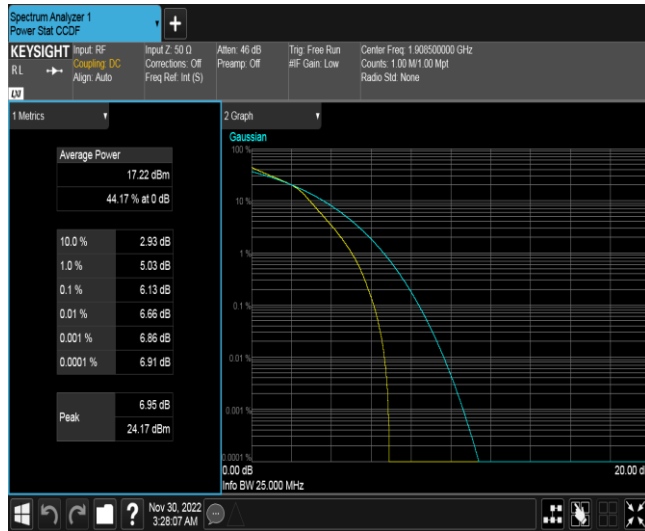 Spectrum Analyzer 1
Power Stat CCDF
+
KEYSIGHT
RL
LXI
Input: RF
Coupling: DC
Align: Auto
Input Z: 50 Ω
Corrections: Off
Freq Ref: Int (S)
Atten: 46 dB
Preamp: Off
Trig: Free Run
#IF Gain: Low
Center Freq: 1.908500000 GHz
Counts: 1.00 M/1.00 Mpt
Radio Std: None
1 Metrics
Average Power
17.22 dBm
44.17 % at 0 dB
10.0 % 2.93 dB
1.0 % 5.03 dB
0.1 % 6.13 dB
0.01 % 6.66 dB
0.001 % 6.86 dB
0.0001 % 6.91 dB
Peak
6.95 dB
24.17 dBm
2 Graph
Gaussian
100 %
10 %
1 %
0.1 %
0.01 %
0.001 %
0.0001 %
0.00 dB
20.00 d
Info BW 25.000 MHz
?
Nov 30, 2022
3:28:07 AM